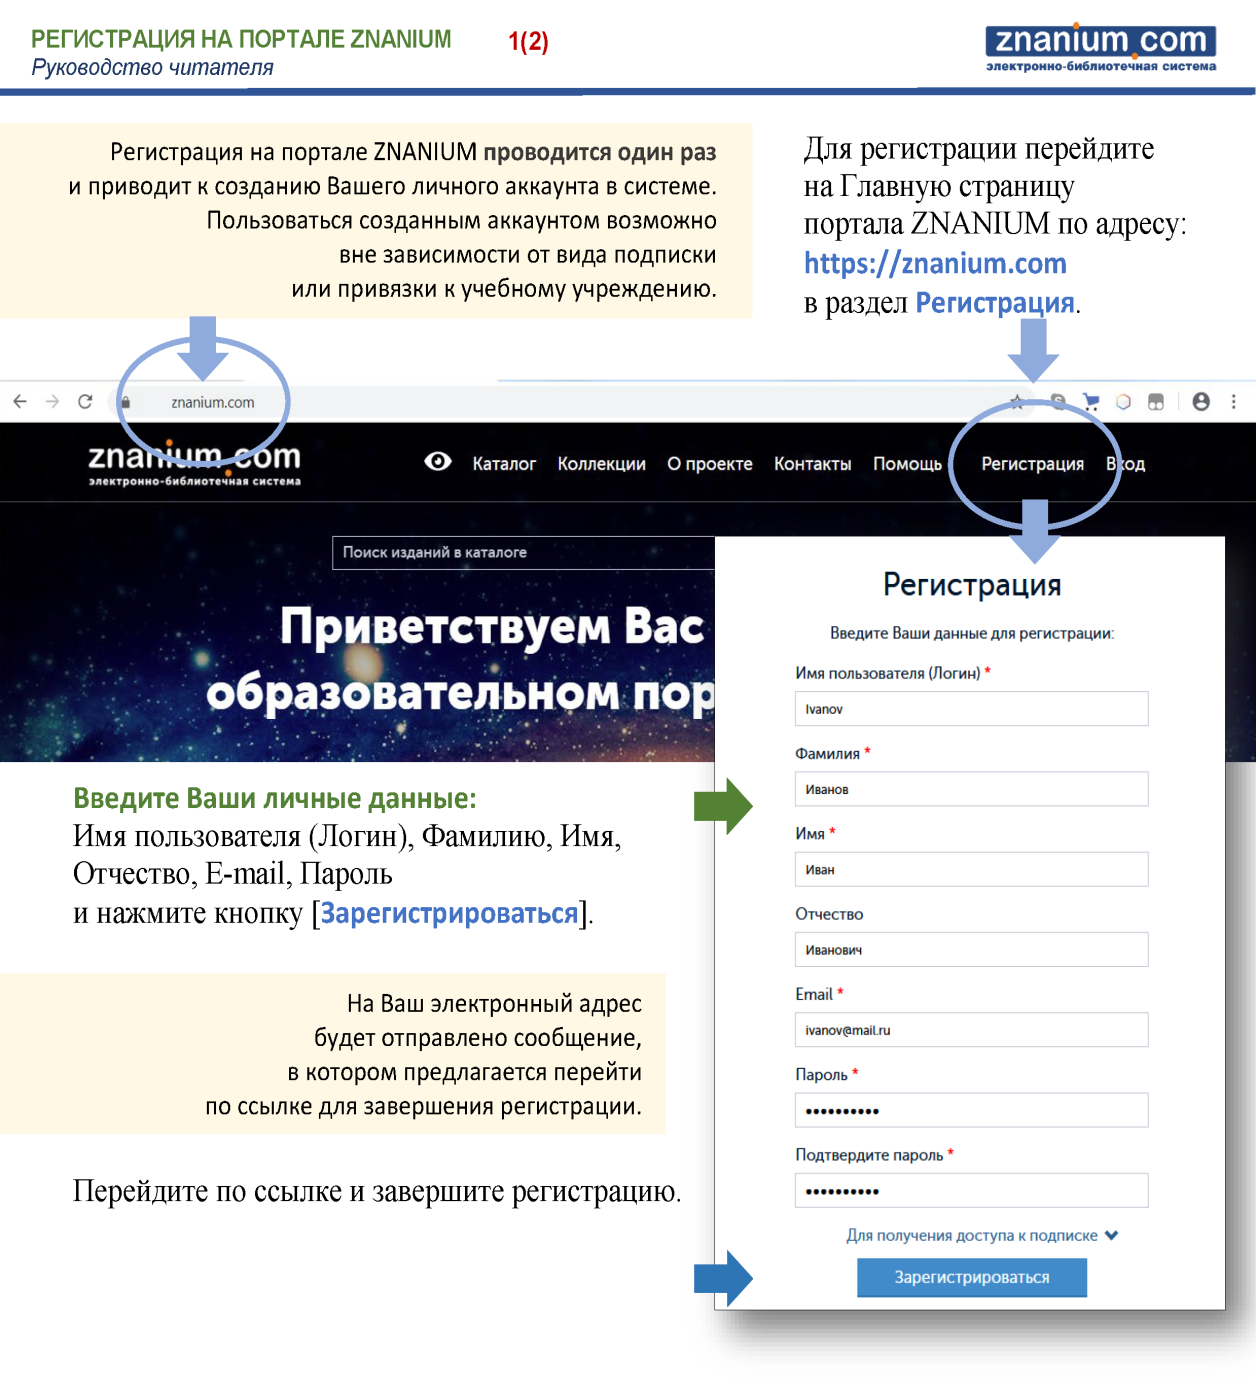 РЕГИСТРАЦИЯ НА ПОРТАЛЕ ZNANIUM 1(2)
Руководство читателя
znanium.com
электронно-библиотечная система
Регистрация на портале ZNANIUM проводится один раз
и приводит к созданию Вашего личного аккаунта в системе.
Пользоваться созданным аккаунтом возможно
вне зависимости от вида подписки
или привязки к учебному учреждению.
Для регистрации перейдите
на Главную страницу
портала ZNANIUM по адресу:
https://znanium.com
в раздел Регистрация.
znanium.com
znanium.com
электронно-библиотечная система
Каталог Коллекции О проекте Контакты Помощь Регистрация Вход
Поиск изданий в каталоге
Приветствуем Вас
образовательном пор
Введите Ваши личные данные:
Имя пользователя (Логин), Фамилию, Имя,
Отчество, E-mail, Пароль
и нажмите кнопку [Зарегистрироваться].
На Ваш электронный адрес
будет отправлено сообщение,
в котором предлагается перейти
по ссылке для завершения регистрации.
Перейдите по ссылке и завершите регистрацию.
Регистрация
Введите Ваши данные для регистрации:
Имя пользователя (Логин) *
Ivanov
Фамилия *
Иванов
Имя *
Иван
Отчество
Иванович
Email *
ivanov@mail.ru
Пароль *
••••••••••
Подтвердите пароль *
••••••••••
Для получения доступа к подписке
Зарегистрироваться